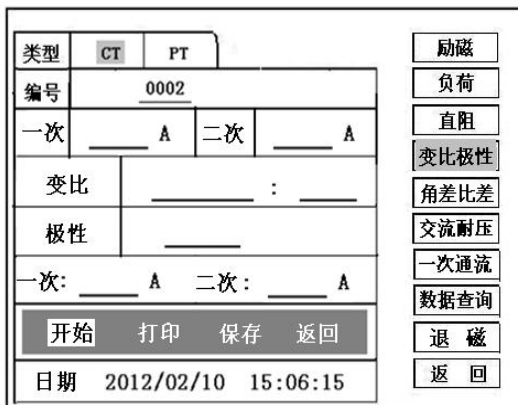 类型 CT PT
编号 0002
一次 A 二次 A
变比 :
极性
一次: A 二次: A
开始 打印 保存 返回
日期 2012/02/10 15:06:15
励磁
负荷
直阻
变比极性
角差比差
交流耐压
一次通流
数据查询
退 磁
返 回